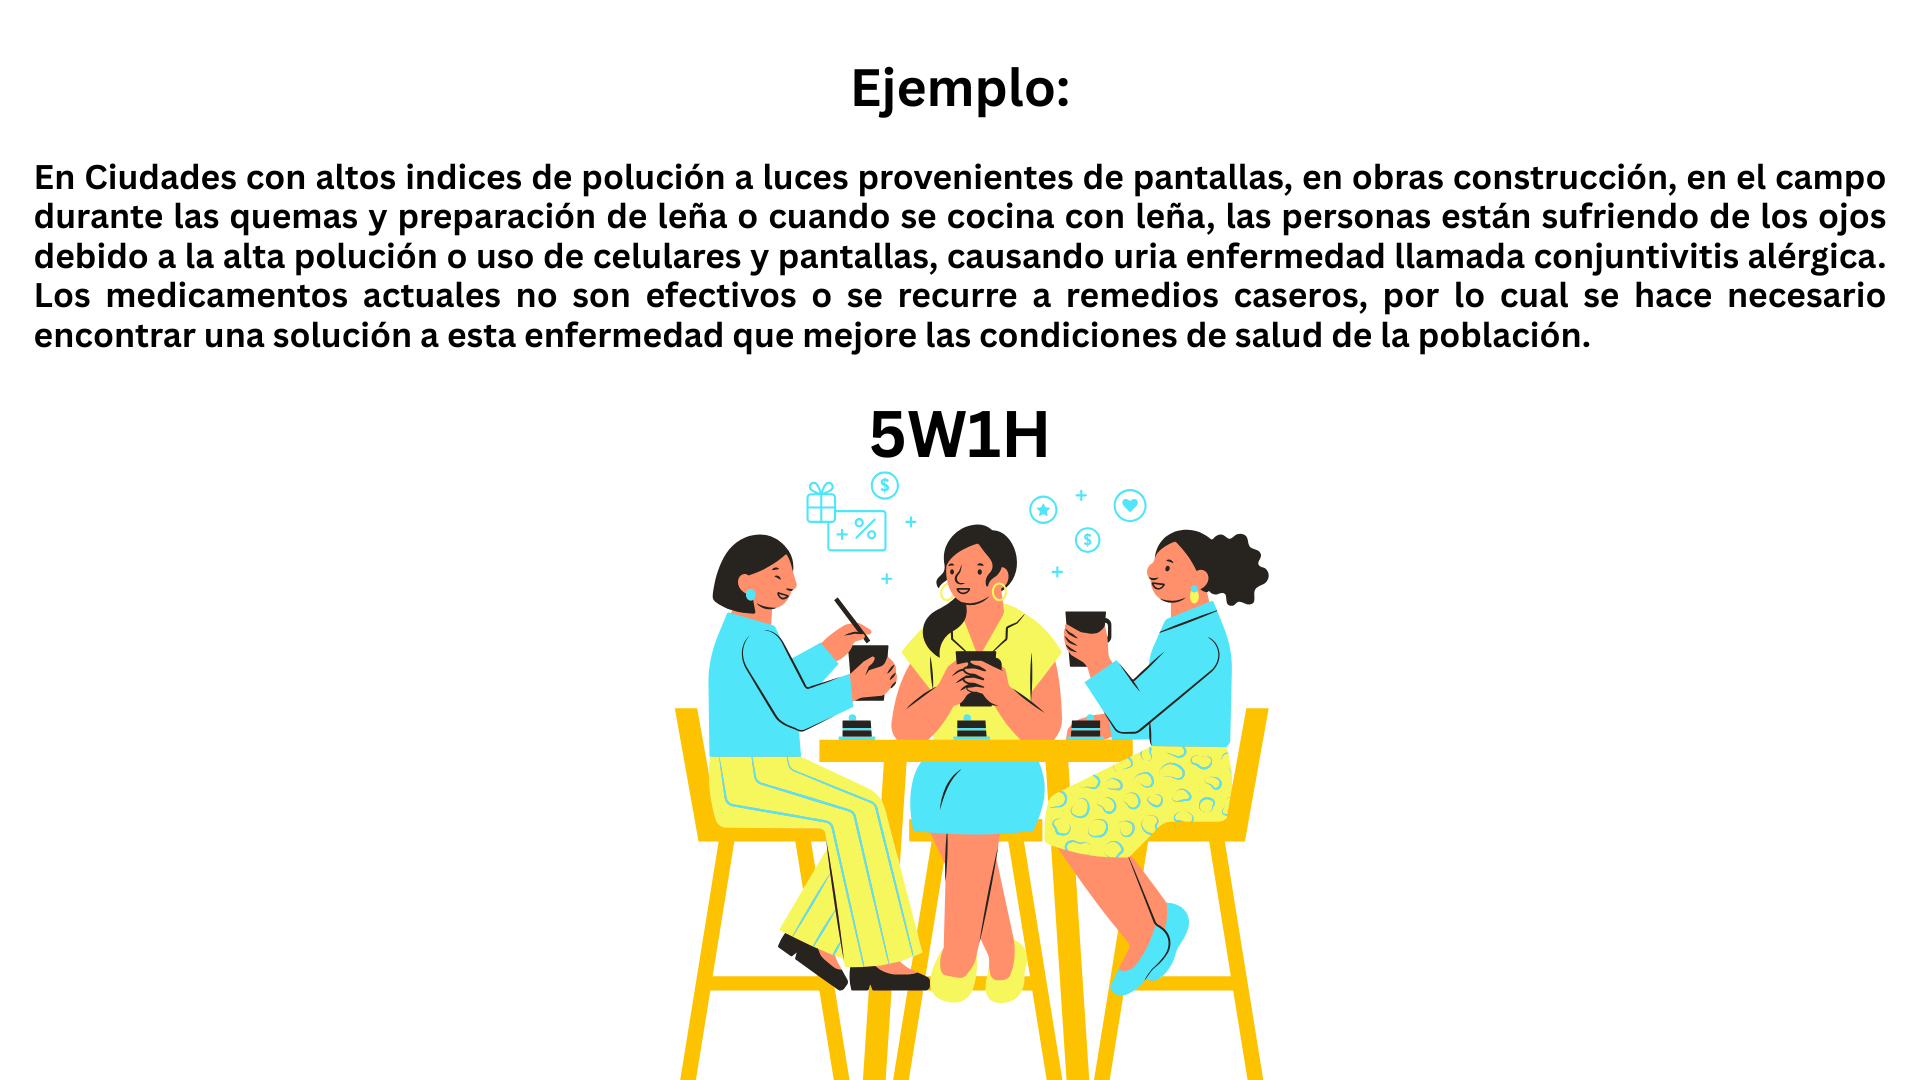 Ejemplo:
En Ciudades con altos indices de polución a luces provenientes de pantallas, en obras construcción, en el campo
durante las quemas y preparación de leña o cuando se cocina con leña, las personas están sufriendo de los ojos
debido a la alta polución o uso de celulares y pantallas, causando uria enfermedad llamada conjuntivitis alérgica.
Los medicamentos actuales no son efectivos o se recurre a remedios caseros, por lo cual se hace necesario
encontrar una solución a esta enfermedad que mejore las condiciones de salud de la población.
5W1H
$
+ %
$